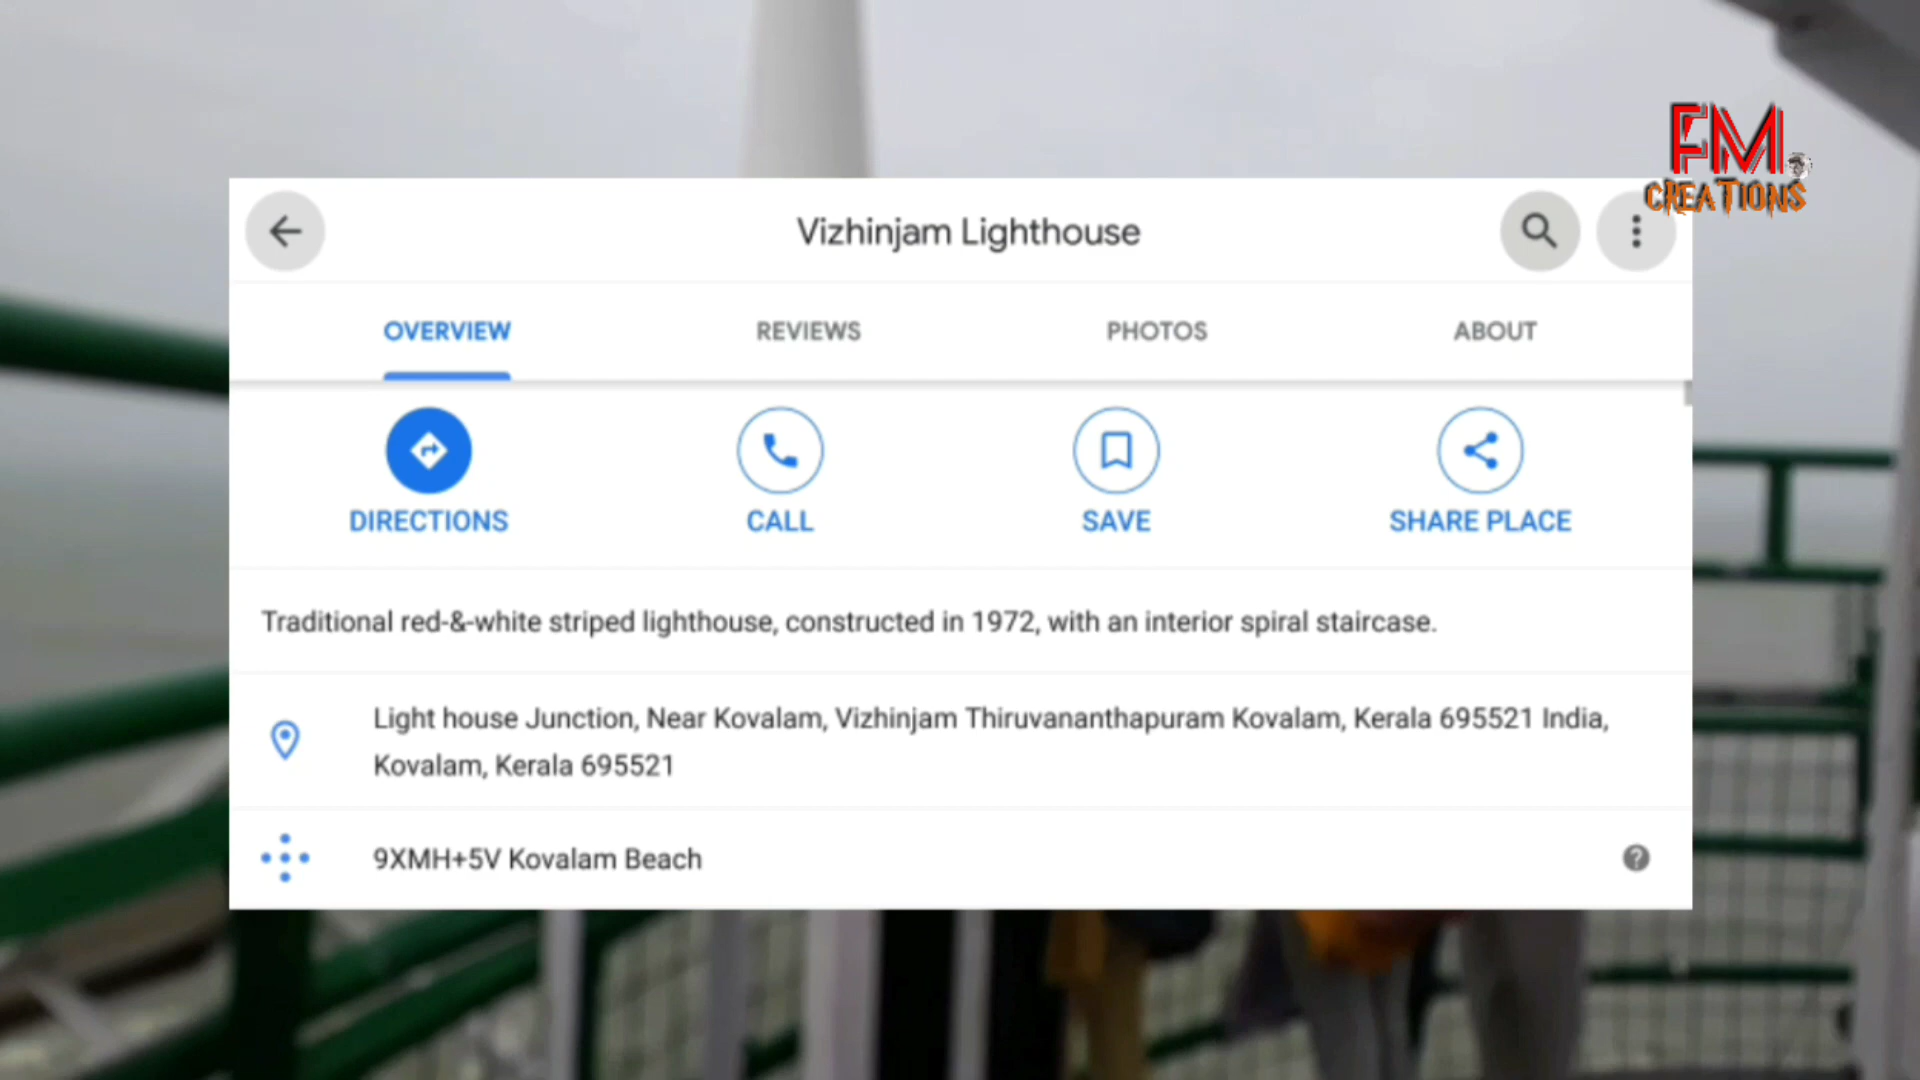 FM
CREATIONS
Vizhinjam Lighthouse
OVERVIEW
REVIEWS
PHOTOS
ABOUT
DIRECTIONS
CALL
SAVE
SHARE PLACE
Traditional red-&-white striped lighthouse, constructed in 1972, with an interior spiral staircase.
Light house Junction, Near Kovalam, Vizhinjam Thiruvananthapuram Kovalam, Kerala 695521 India,
Kovalam, Kerala 695521
9XMH+5V Kovalam Beach